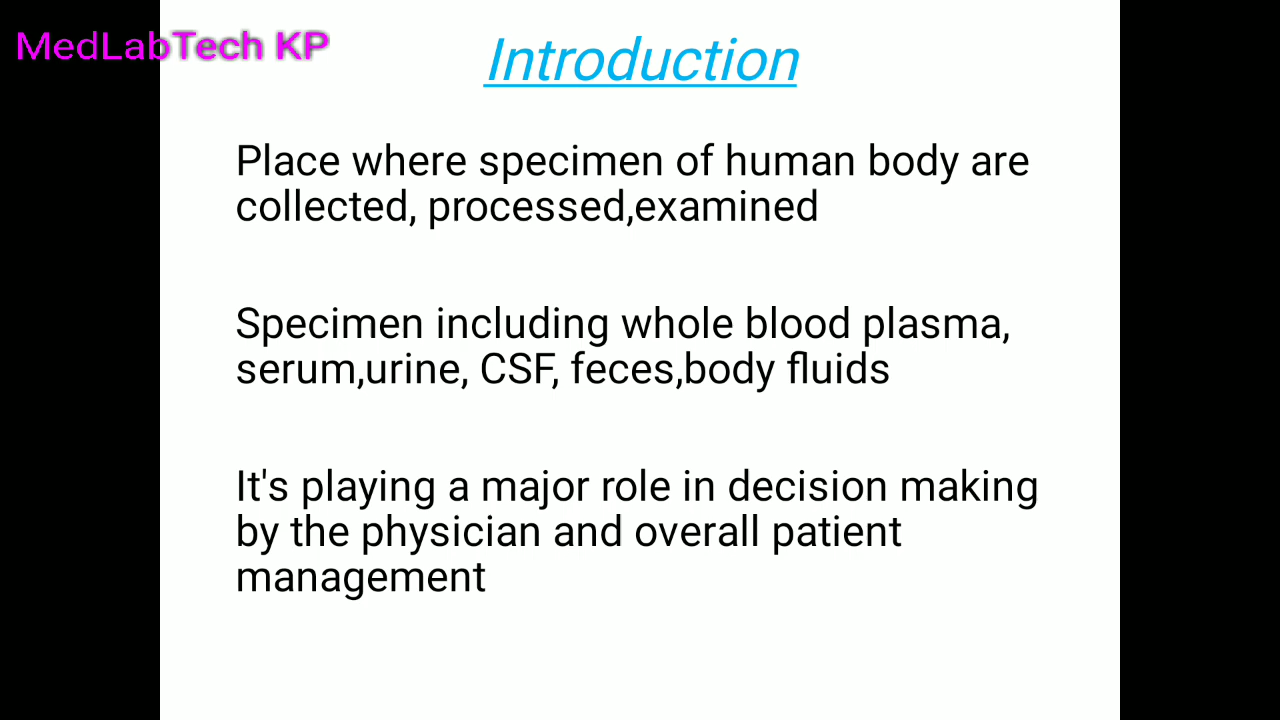 MedLabTech KP
Introduction
Place where specimen of human body are
collected, processed,examined
Specimen including whole blood plasma,
serum,urine, CSF, feces,body fluids
It's playing a major role in decision making
by the physician and overall patient
management